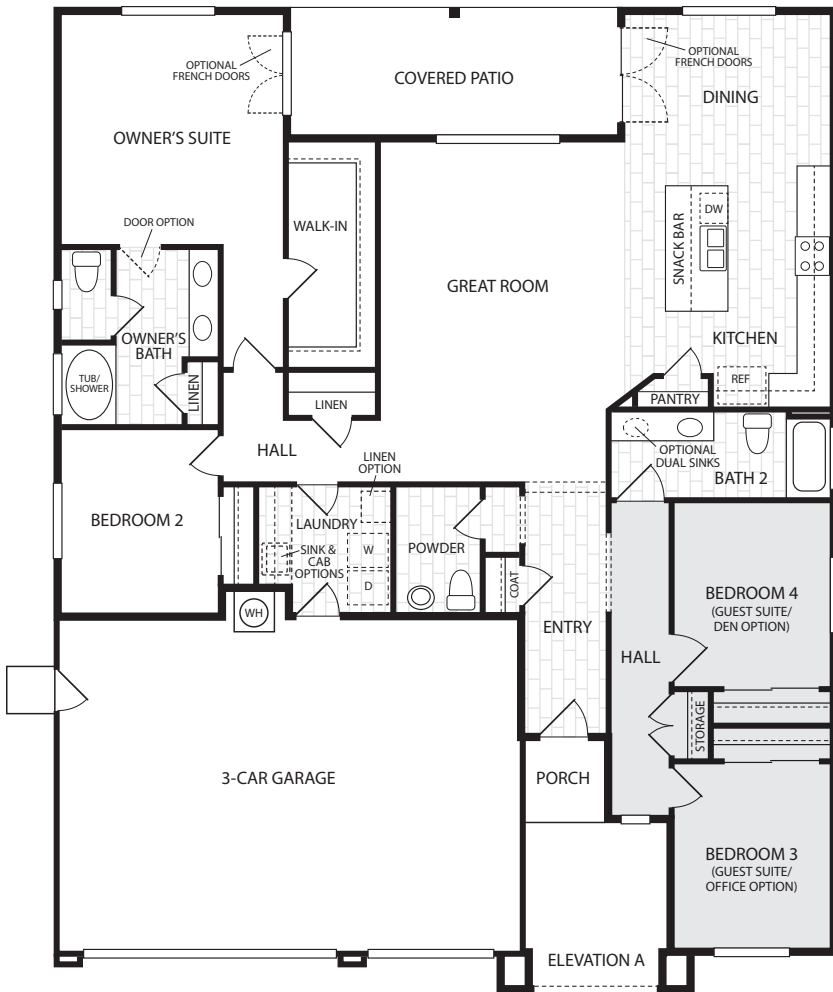 OPTIONAL
FRENCH DOORS
COVERED PATIO
OPTIONAL
FRENCH DOORS
DINING
OWNER'S SUITE
DOOR OPTION
WALK-IN
SNACK BAR
DW
GREAT ROOM
KITCHEN
OWNER'S
BATH
TUB/
SHOWER
LINEN
LINEN
REF
PANTRY
HALL
LINEN
OPTION
OPTIONAL
DUAL SINKS
BATH 2
BEDROOM 2
LAUNDRY
SINK &
CAB
OPTIONS
W
D
POWDER
COAT
WH
ENTRY
HALL
BEDROOM 4
(GUEST SUITE/
DEN OPTION)
STORAGE
3-CAR GARAGE
PORCH
BEDROOM 3
(GUEST SUITE/
OFFICE OPTION)
ELEVATION A